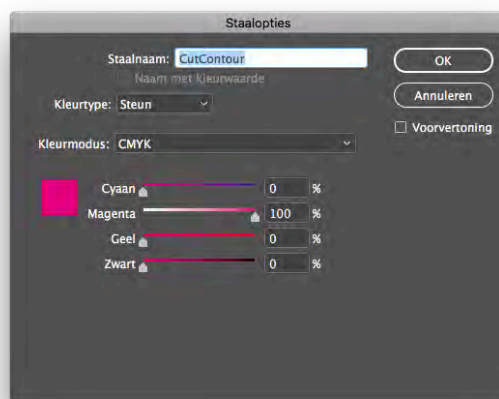 Staalopties
Staalnaam: CutContour
Naam met kleurwaarde
Kleurtype: Steun
Kleurmodus: CMYK
Cyaan 0 %
Magenta 100 %
Geel 0 %
Zwart 0 %
OK
Annuleren
Voorvertoning